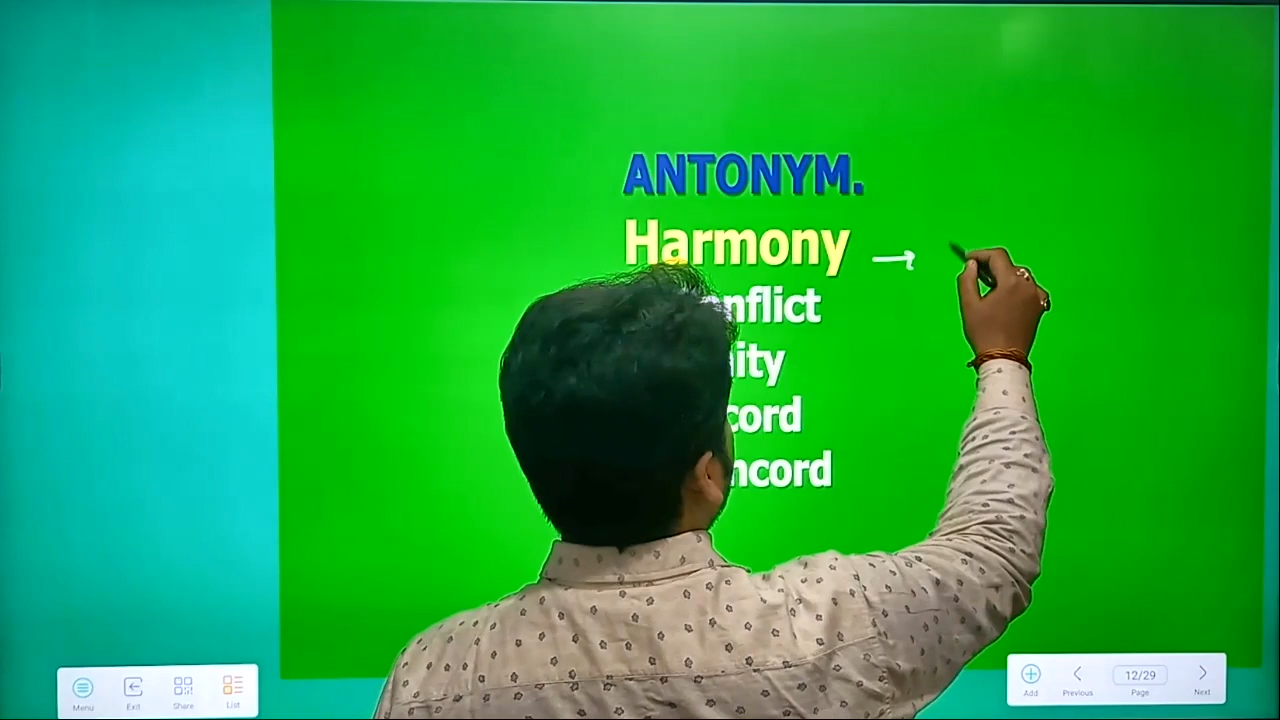 ANTONYM.
Harmony →
nflict
ity
cord
ncord
Menu Exit Share List
Add Previous 12/29 Page Next